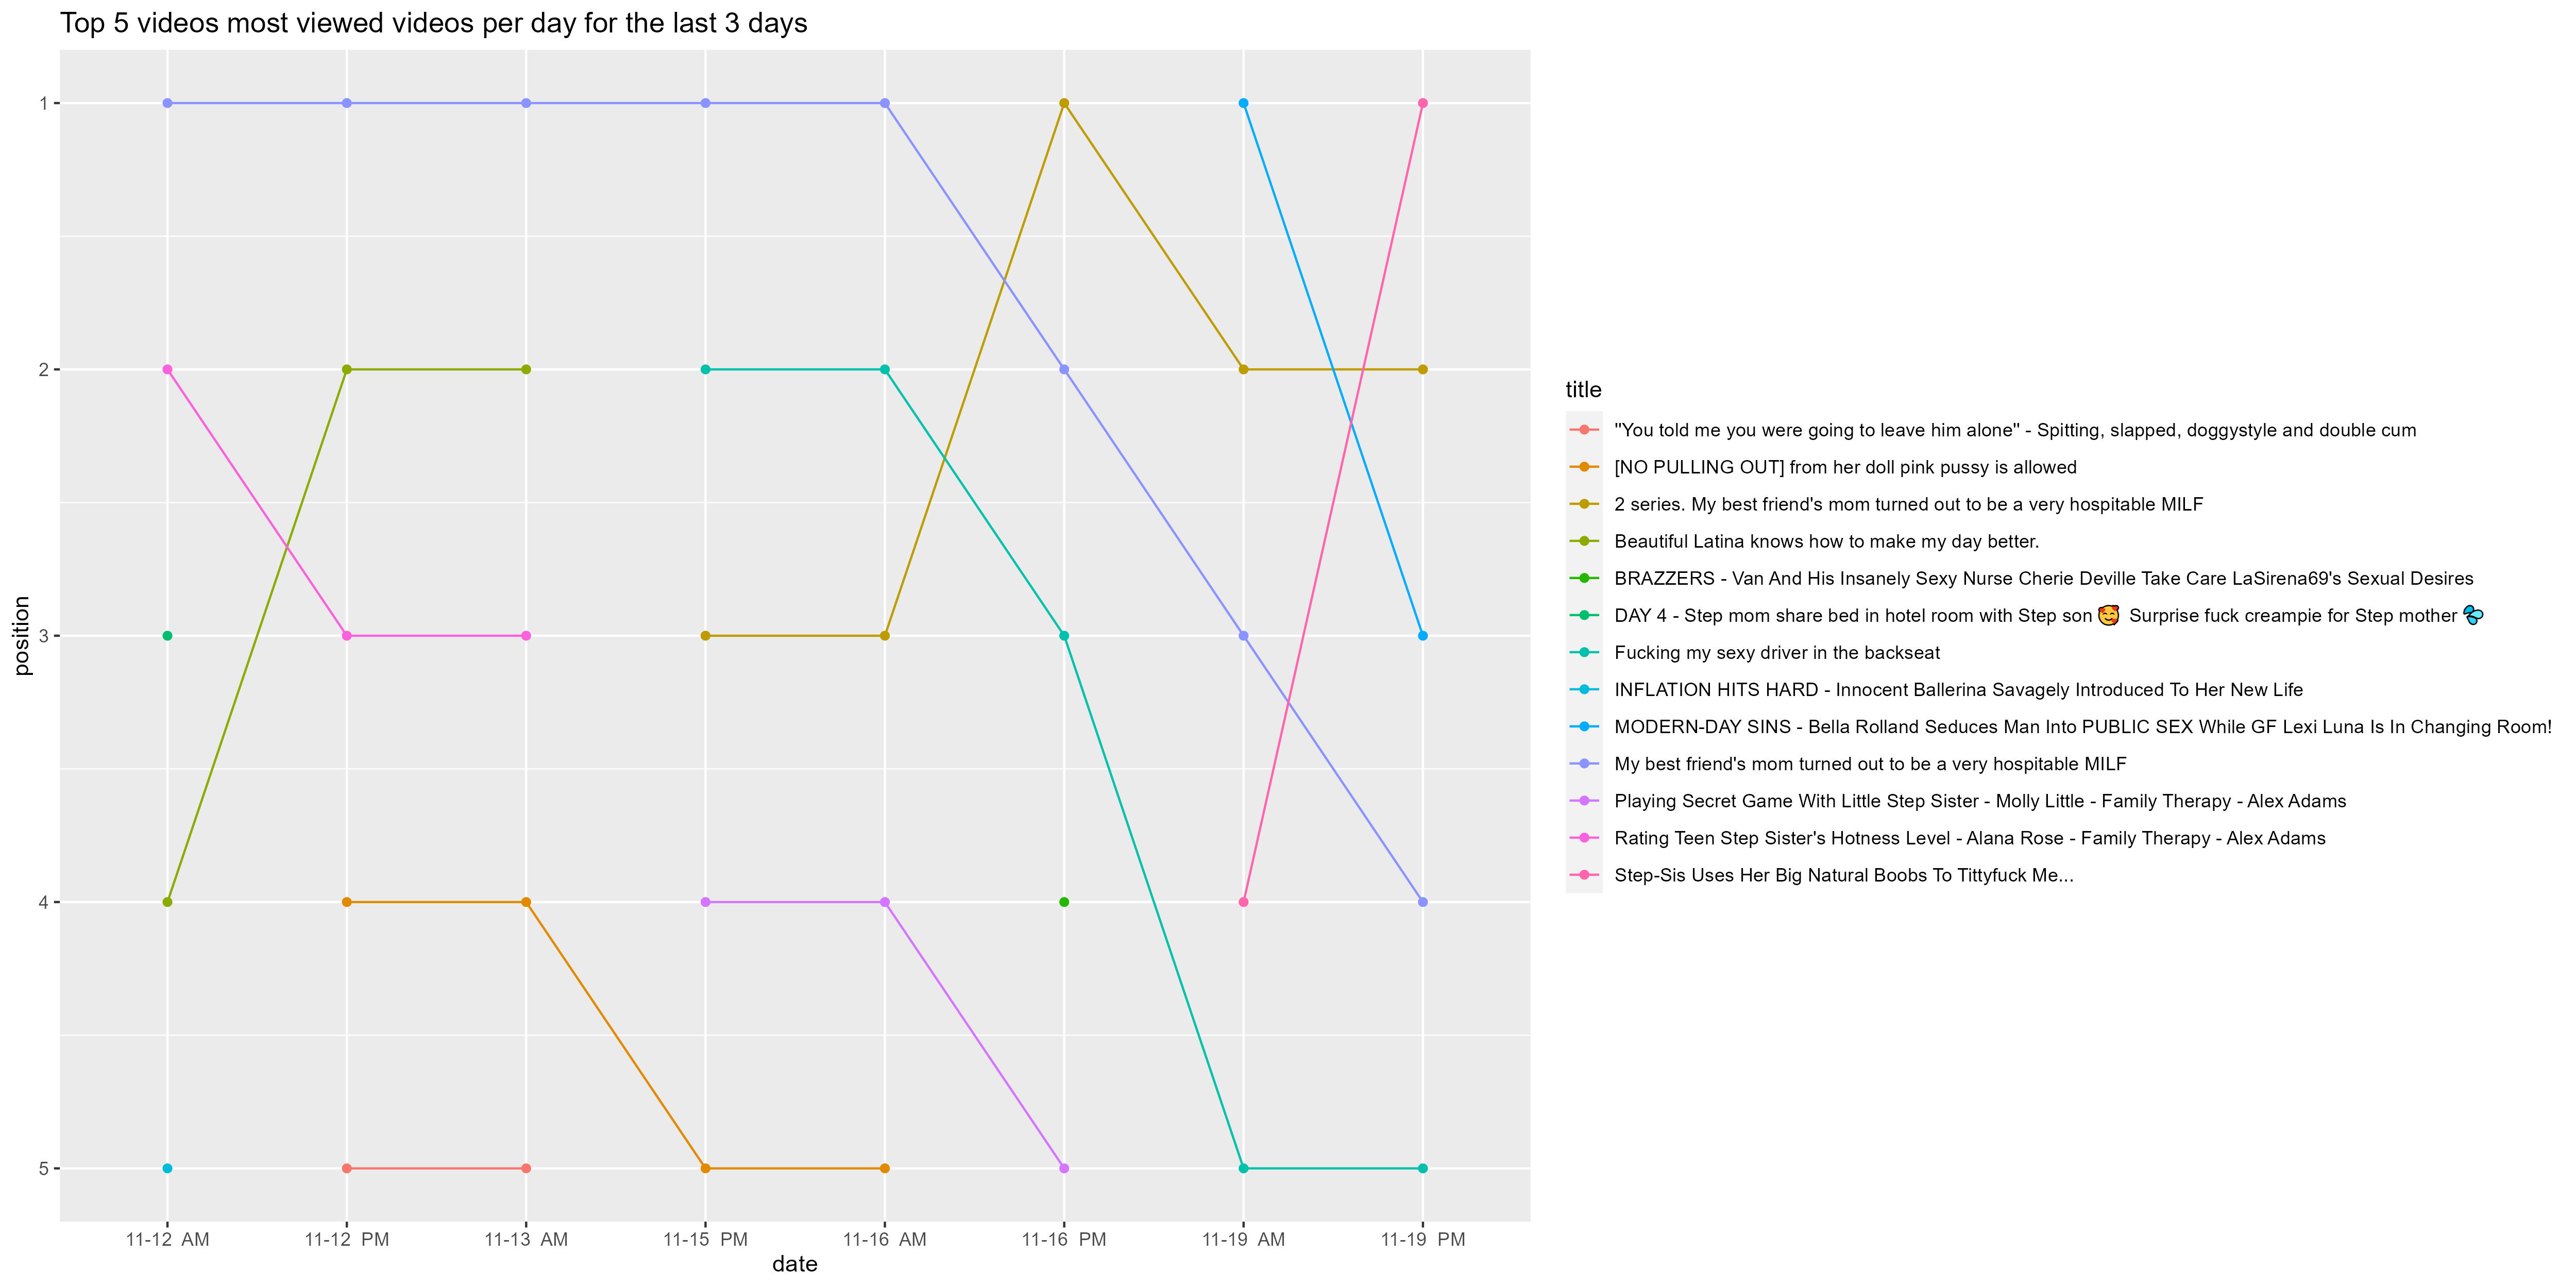 Top 5 videos most viewed videos per day for the last 3 days
position
1
2
3
4
5
11-12 AM
11-12 PM
11-13 AM
11-15 PM
11-16 AM
11-16 PM
11-19 AM
11-19 PM
date
title
"You told me you were going to leave him alone" - Spitting, slapped, doggystyle and double cum
[NO PULLING OUT] from her doll pink pussy is allowed
2 series. My best friend's mom turned out to be a very hospitable MILF
Beautiful Latina knows how to make my day better.
BRAZZERS - Van And His Insanely Sexy Nurse Cherie Deville Take Care LaSirena69's Sexual Desires
DAY 4 - Step mom share bed in hotel room with Step son 🥰 Surprise fuck creampie for Step mother 💦
Fucking my sexy driver in the backseat
INFLATION HITS HARD - Innocent Ballerina Savagely Introduced To Her New Life
MODERN-DAY SINS - Bella Rolland Seduces Man Into PUBLIC SEX While GF Lexi Luna Is In Changing Room!
My best friend's mom turned out to be a very hospitable MILF
Playing Secret Game With Little Step Sister - Molly Little - Family Therapy - Alex Adams
Rating Teen Step Sister's Hotness Level - Alana Rose - Family Therapy - Alex Adams
Step-Sis Uses Her Big Natural Boobs To Tittyfuck Me...